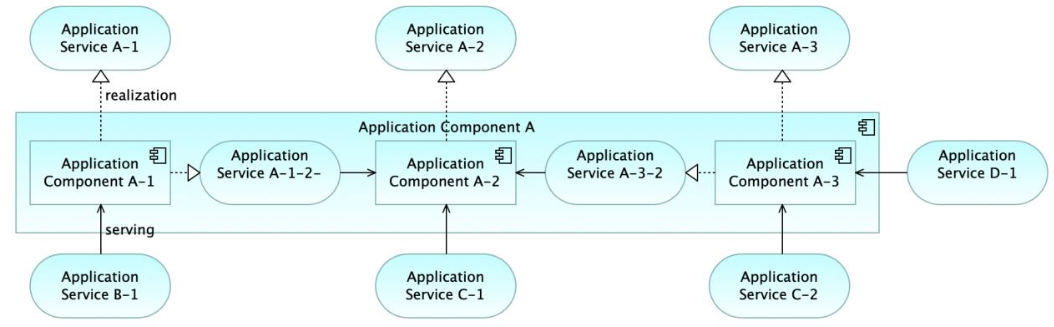 Application
Service A-1
Application
Service A-2
Application
Service A-3
realization
Application Component A
Application
Component A-1
Application
Service A-1-2-
Application
Component A-2
Application
Service A-3-2
Application
Component A-3
Application
Service D-1
serving
Application
Service B-1
Application
Service C-1
Application
Service C-2